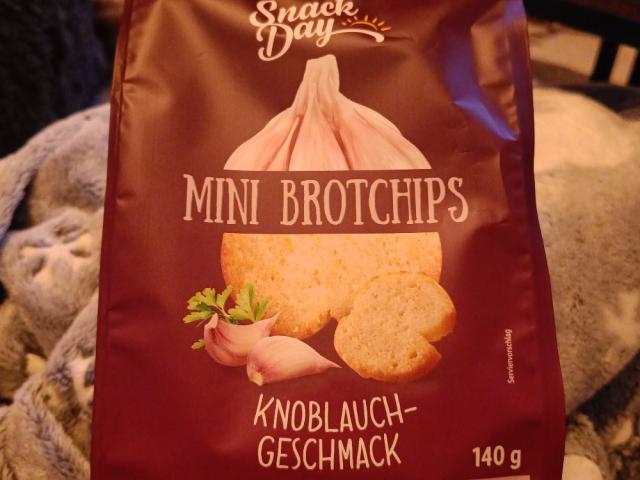 Snack
Day
MINI BROTCHIPS
Serviervorschlag
KNOBLAUCH-
GESCHMACK
140 g